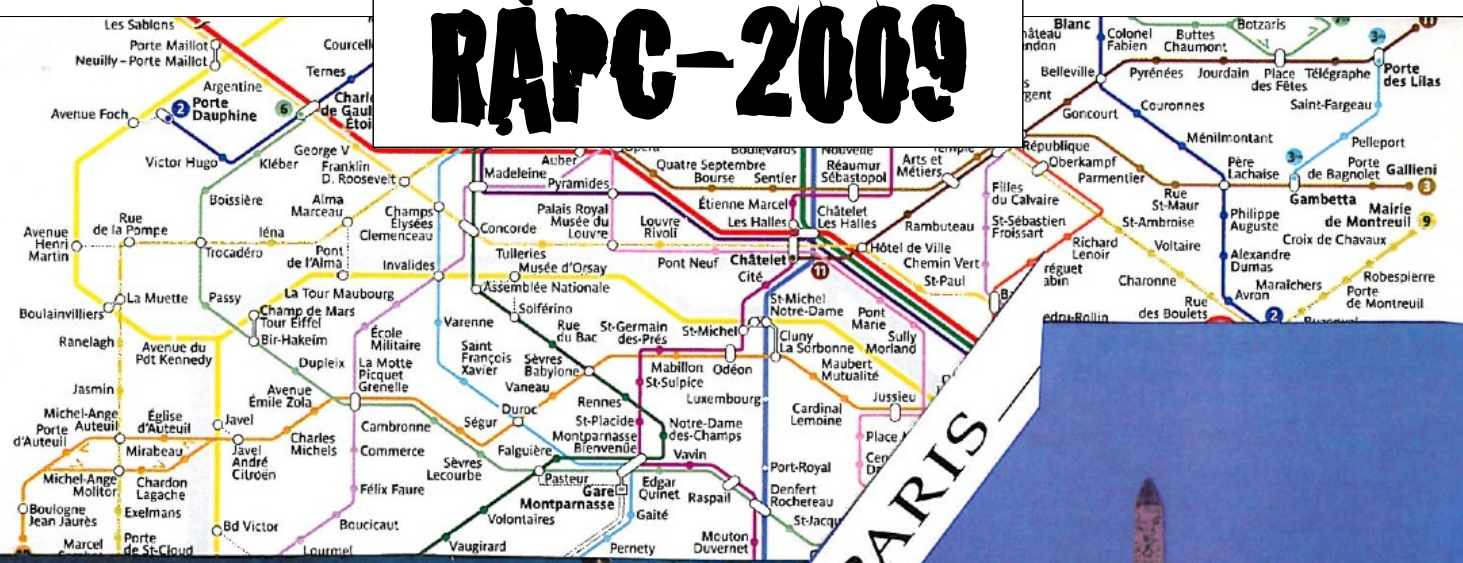 RAPC-2009
Les Sablons
Porte Maillot
Neuilly-Porte Maillot
Argentine
Ternes
Avenue Foch
2 Porte
Dauphine
6
Victor Hugo
Kléber
George V
Franklin
D. Roosevelt
Boissière
Alma
Marceau
Rue
de la Pompe
Iéna
Avenue
Henri
Martin
Trocadéro
Pont
de l'Alma
Champs
Élysées
Clemenceau
Invalides
Auber
Madeleine
Pyramides
Concorde
Palais Royal
Musée du
Louvre
Tuileries
Louvre
Rivoli
Pont Neuf
Quatre Septembre
Bourse
Sentier
Réaumur
Sébastopol
Arts et
Métiers
Étienne Marcel
Les Halles
Châtelet
Les Halles
Rambuteau
Hôtel de Ville
Châtelet
11
Cité
Filles
du Calvaire
St-Sébastien
Froissart
Chemin Vert
St-Paul
Oberkampf
Parmentier
Richard
Lenoir
Blanc
Colonel
Fabien
Belleville
Goncourt
Buttes
Chaumont
Botzaris
Pyrénées
Jourdain
Place
des Fêtes
Télégraphe
Porte
des Lilas
Saint-Fargeau
Pelleport
Couronnes
Ménilmontant
Père
Lachaise
Porte
de Bagnolet
Gallieni
3
Gambetta
Rue
St-Maur
St-Ambroise
Voltaire
Charonne
Rue
des Boulets
Philippe
Auguste
Alexandre
Dumas
Avron
2
Mairie
de Montreuil
9
Croix de Chavaux
Robespierre
Maraîchers
Porte
de Montreuil
La Muette
Boulainvilliers
Passy
Ranelagh
Avenue du
Pdt Kennedy
Champ de Mars
Tour Eiffel
Bir-Hakeim
La Tour Maubourg
École
Militaire
Musée d'Orsay
Assemblée Nationale
Solférino
Varenne
Rue
du Bac
St-Germain
des-Prés
St-Michel
St-Michel
Notre-Dame
Cluny
La Sorbonne
Pont
Marie
Sully
Morland
Maubert
Mutualité
Jussieu
Cardinal
Lemoine
Jasmin
Michel-Ange
Auteuil
Porte
d'Auteuil
Église
d'Auteuil
Mirabeau
Michel-Ange
Molitor
Chardon
Lagache
Exelmans
Boulogne
Jean Jaurès
Porte
de St-Cloud
Marcel
Javel
Javel
André
Citroën
Bd Victor
Avenue
Émile Zola
Charles
Michels
Dupleix
La Motte
Picquet
Grenelle
Cambronne
Commerce
Félix Faure
Boucicaut
Lourmel
Saint
François
Xavier
Sèvres
Babylone
Vaneau
Duroc
Ségur
Falguière
Sèvres
Lecourbe
Pasteur
Volontaires
Vaugirard
Mabillon
St-Sulpice
Odéon
Rennes
St-Placide
Montparnasse
Bienvenüe
Notre-Dame
des-Champs
Luxembourg
Vavin
Port-Royal
Gare
Montparnasse
Edgar
Quinet
Raspail
Denfert
Rochereau
Gaîté
Pernety
Mouton
Duvernet
PARIS